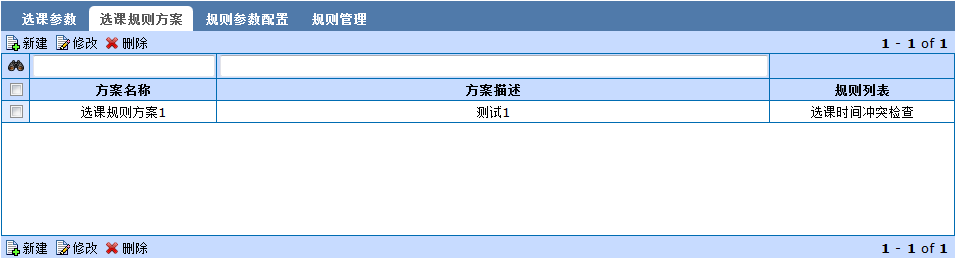 选课参数 选课规则方案 规则参数配置 规则管理
新建 修改 删除 1 - 1 of 1
方案名称 方案描述 规则列表
选课规则方案1 测试1 选课时间冲突检查
新建 修改 删除 1 - 1 of 1